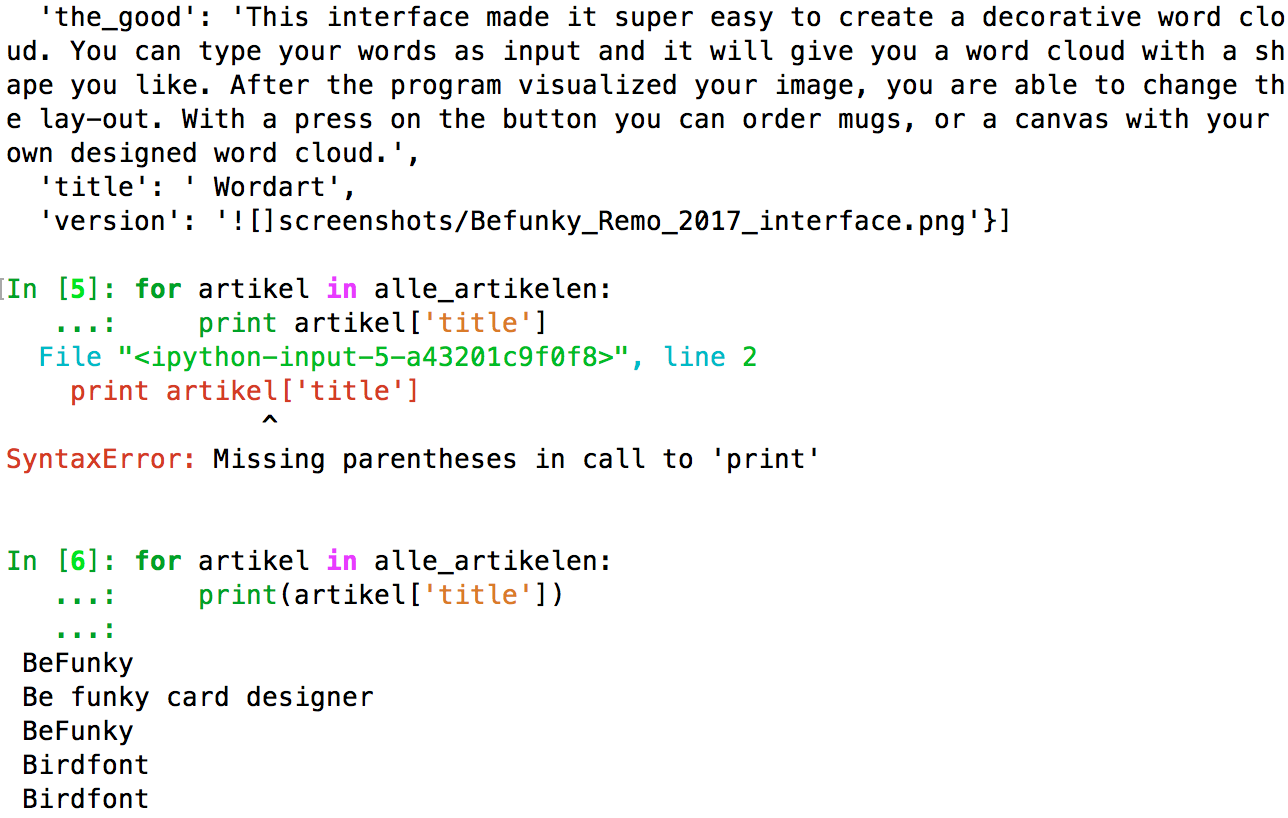 'the_good': 'This interface made it super easy to create a decorative word clo
ud. You can type your words as input and it will give you a word cloud with a sh
ape you like. After the program visualized your image, you are able to change th
e lay-out. With a press on the button you can order mugs, or a canvas with your
own designed word cloud.',
  'title': ' Wordart',
  'version': '![]screenshots/Befunky_Remo_2017_interface.png'}]

[In [5]: for artikel in alle_artikelen:
   ...:     print artikel['title']
  File "<ipython-input-5-a43201c9f0f8>", line 2
    print artikel['title']
                ^
SyntaxError: Missing parentheses in call to 'print'

In [6]: for artikel in alle_artikelen:
   ...:     print(artikel['title'])
   ...:
 BeFunky
 Be funky card designer
 BeFunky
 Birdfont
 Birdfont